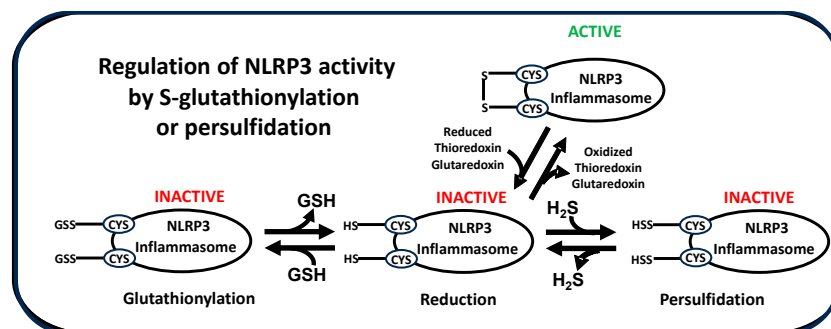 ACTIVE
Regulation of NLRP3 activity
by S-glutathionylation
or persulfidation
S
S
CYS
CYS
NLRP3
Inflammasome
Reduced
Thioredoxin
Glutaredoxin
Oxidized
Thioredoxin
Glutaredoxin
INACTIVE
GSS
GSS
CYS
CYS
NLRP3
Inflammasome
Glutathionylation
GSH
GSH
INACTIVE
HS
HS
CYS
CYS
NLRP3
Inflammasome
Reduction
H₂S
H₂S
INACTIVE
HSS
HSS
CYS
CYS
NLRP3
Inflammasome
Persulfidation